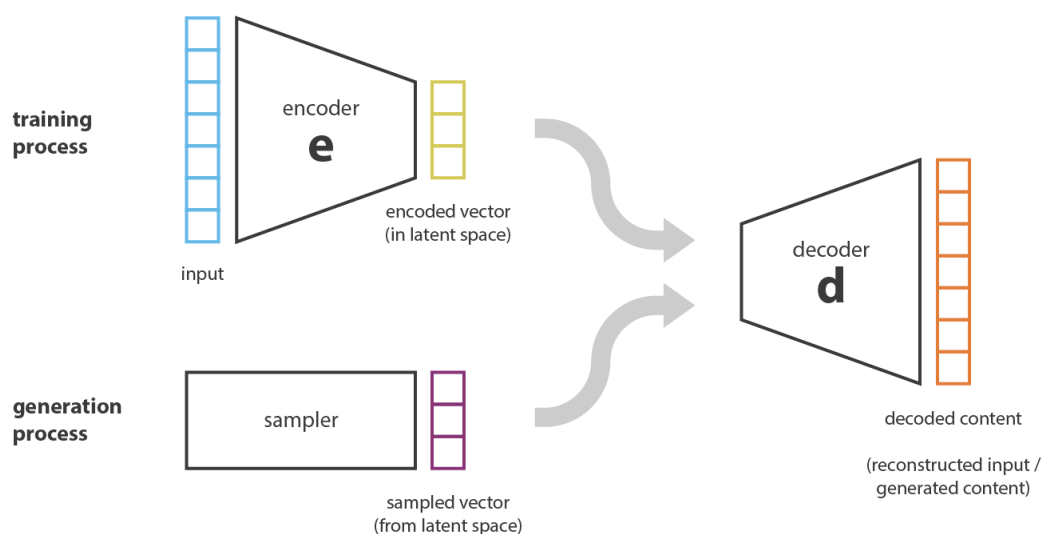 training
process
encoder
e
encoded vector
(in latent space)
input
decoder
d
generation
process
sampler
sampled vector
(from latent space)
decoded content
(reconstructed input /
generated content)